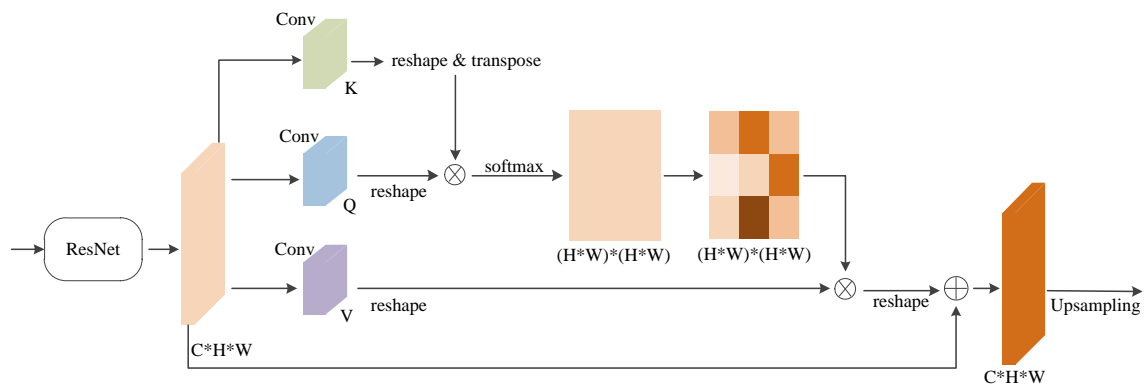 Conv
K
reshape & transpose
Conv
Q
reshape
softmax
(H*W)*(H*W)
(H*W)*(H*W)
ResNet
Conv
V
reshape
reshape
Upsampling
C*H*W
C*H*W